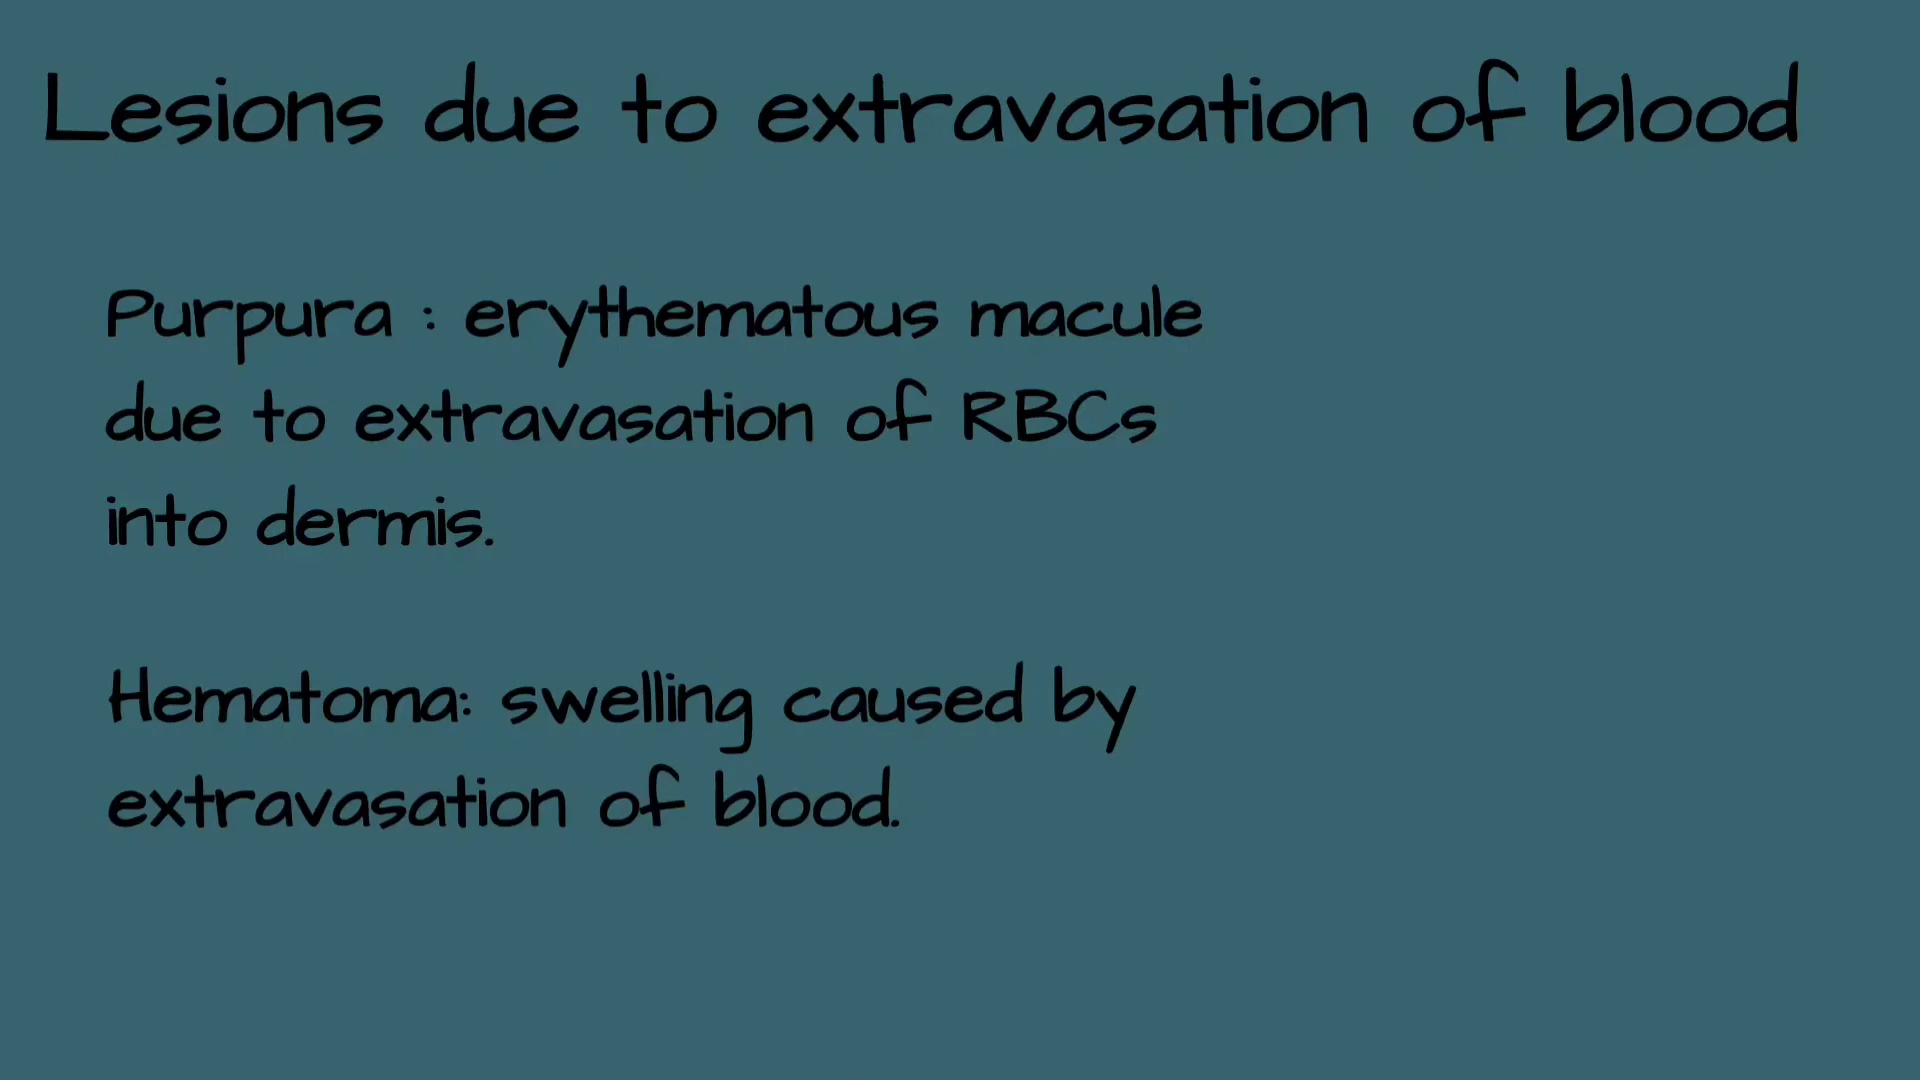 Lesions due to extravasation of blood
Purpura : erythematous macule
due to extravasation of RBCs
into dermis.
Hematoma: swelling caused by
extravasation of blood.